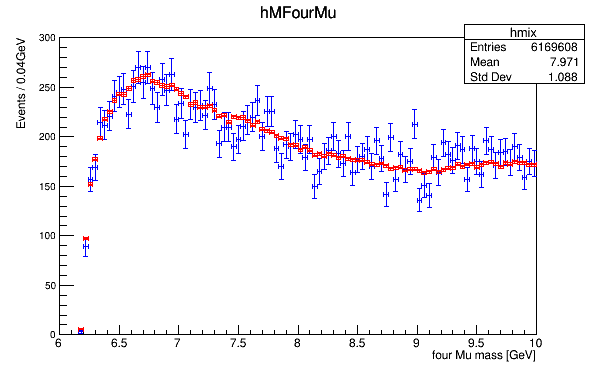 hMFourMu
hmix
Entries 6169608
Mean 7.971
Std Dev 1.088
Events / 0.04GeV
300
250
200
150
100
50
0
6 6.5 7 7.5 8 8.5 9 9.5 10
four Mu mass [GeV]